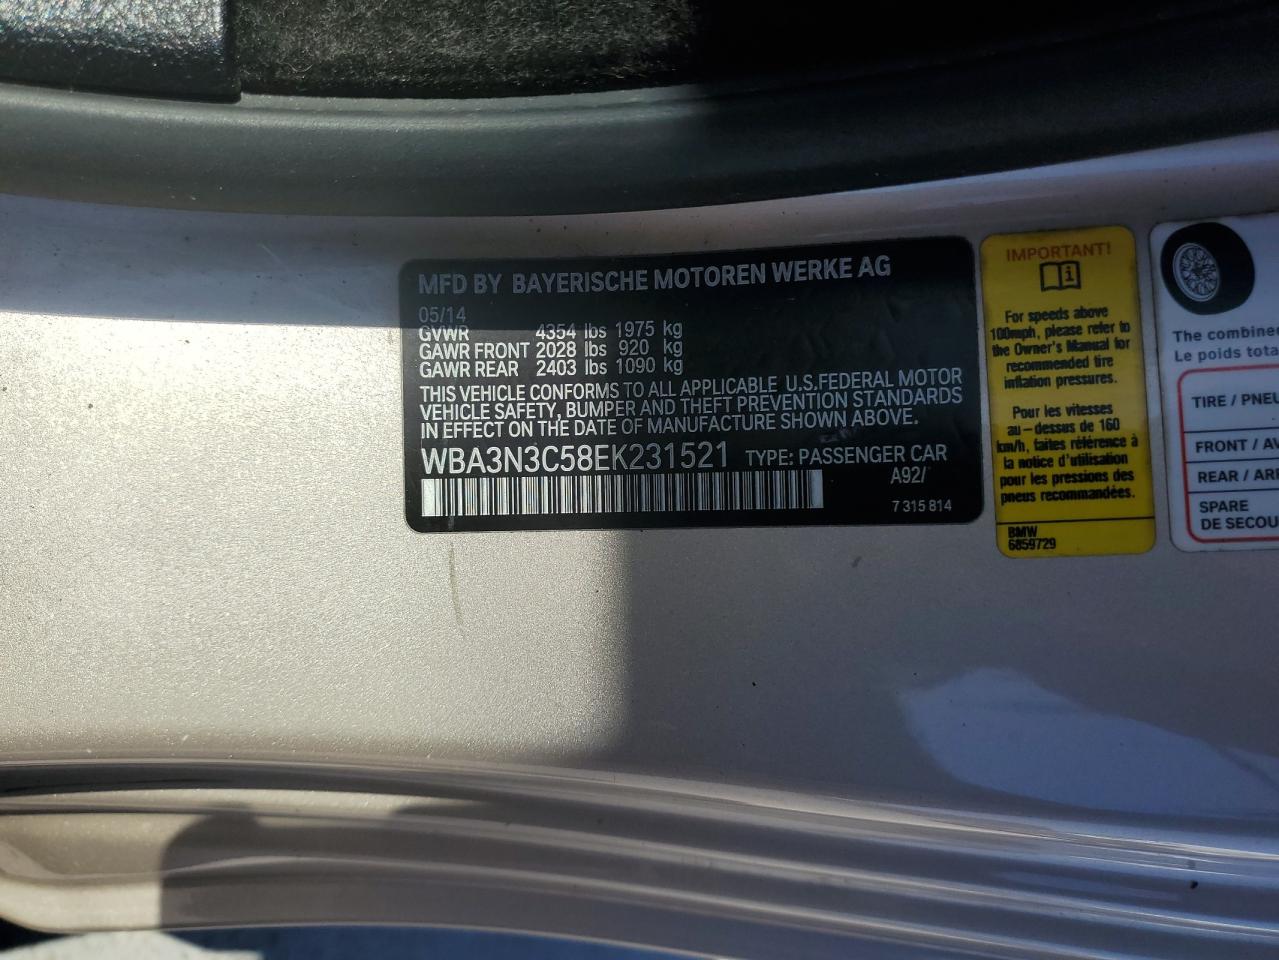 MFD BY BAYERISCHE MOTOREN WERKE AG
05/14
GVWR 4354 lbs 1975 kg
GAWR FRONT 2028 lbs 920 kg
GAWR REAR 2403 lbs 1090 kg
THIS VEHICLE CONFORMS TO ALL APPLICABLE U.S.FEDERAL MOTOR
VEHICLE SAFETY, BUMPER AND THEFT PREVENTION STANDARDS
IN EFFECT ON THE DATE OF MANUFACTURE SHOWN ABOVE.
WBA3N3C58EK231521 TYPE: PASSENGER CAR
A92/
7 315 814
IMPORTANT!
For speeds above
100mph, please refer to
the Owner's Manual for
recommended tire
inflation pressures.
Pour les vitesses
au-dessus de 160
km/h, faites référence à
la notice d'utilisation
pour les pressions des
pneus recommandées.
BMW
6859729
The combine
Le poids tota
TIRE / PNEU
FRONT / AV
REAR / AR
SPARE
DE SECOU